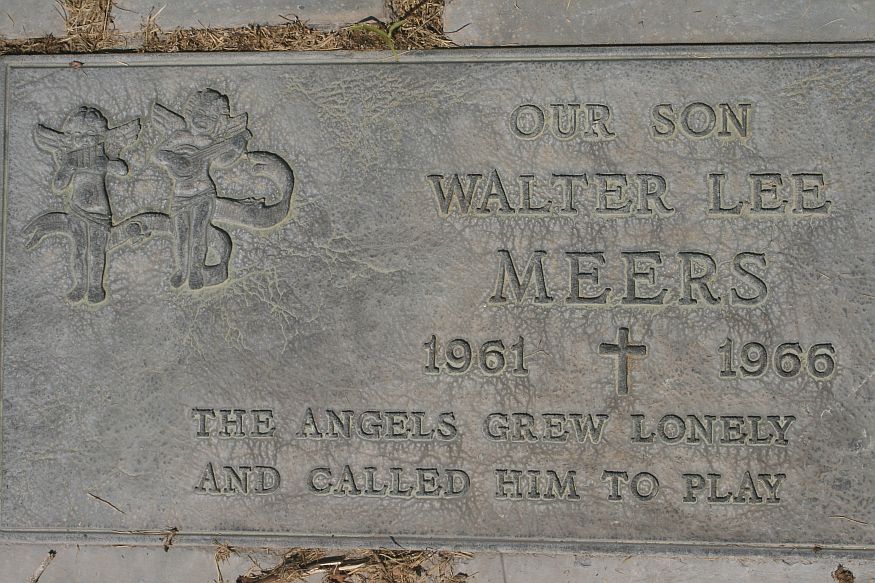 OUR SON
WALTER LEE
MEERS
1961 1966
THE ANGELS GREW LONELY
AND CALLED HIM TO PLAY